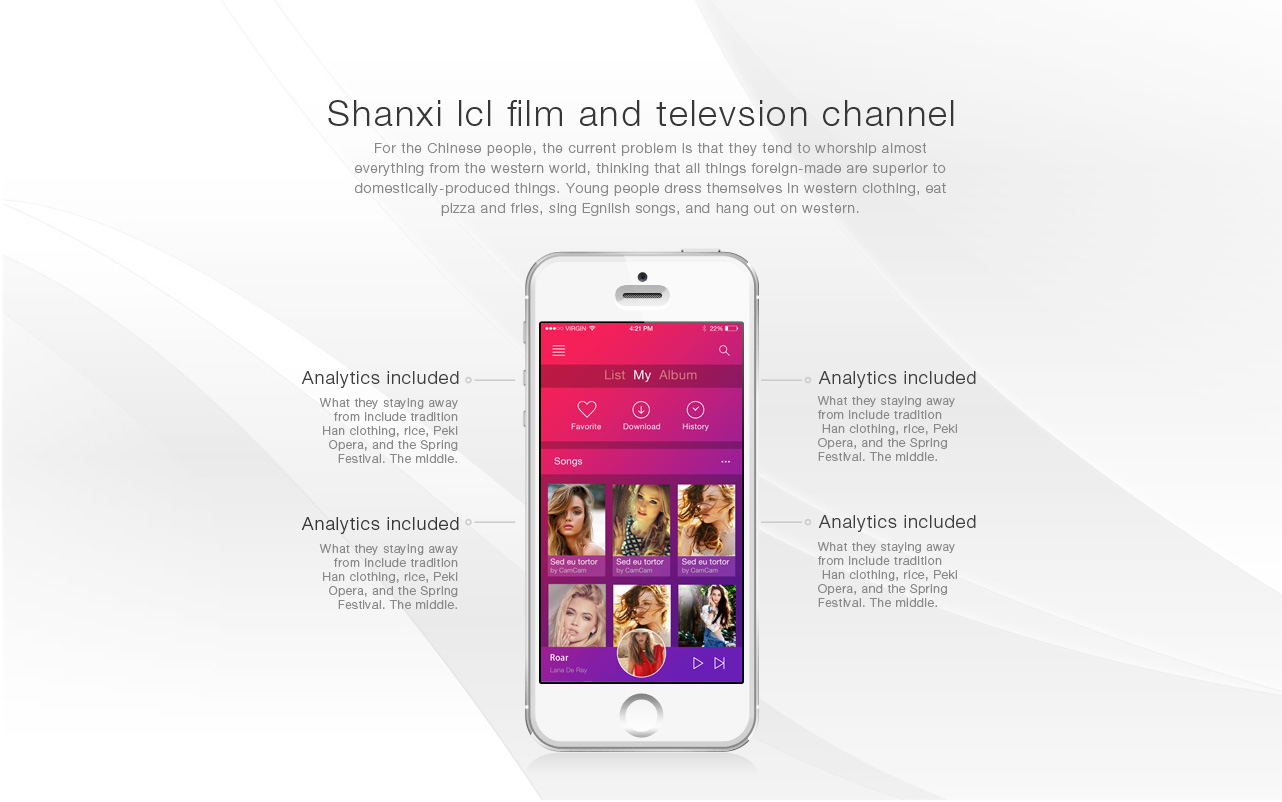 Shanxi lcl film and televsion channel
For the Chinese people, the current problem is that they tend to whorship almost
everything from the western world, thinking that all things foreign-made are superior to
domestically-produced things. Young people dress themselves in western clothing, eat
pizza and fries, sing Egnlish songs, and hang out on western.
VIRGIN 4:21 PM 22%
List My Album
Favorite Download History
Songs
Sed eu tortor Sed eu tortor Sed eu tortor
by CamCam by CamCam by CamCam
Roar
Lana De Ray
Analytics included
What they staying away
from include tradition
Han clothing, rice, Peki
Opera, and the Spring
Festival. The middle.
Analytics included
What they staying away
from include tradition
Han clothing, rice, Peki
Opera, and the Spring
Festival. The middle.
Analytics included
What they staying away
from include tradition
Han clothing, rice, Peki
Opera, and the Spring
Festival. The middle.
Analytics included
What they staying away
from include tradition
Han clothing, rice, Peki
Opera, and the Spring
Festival. The middle.